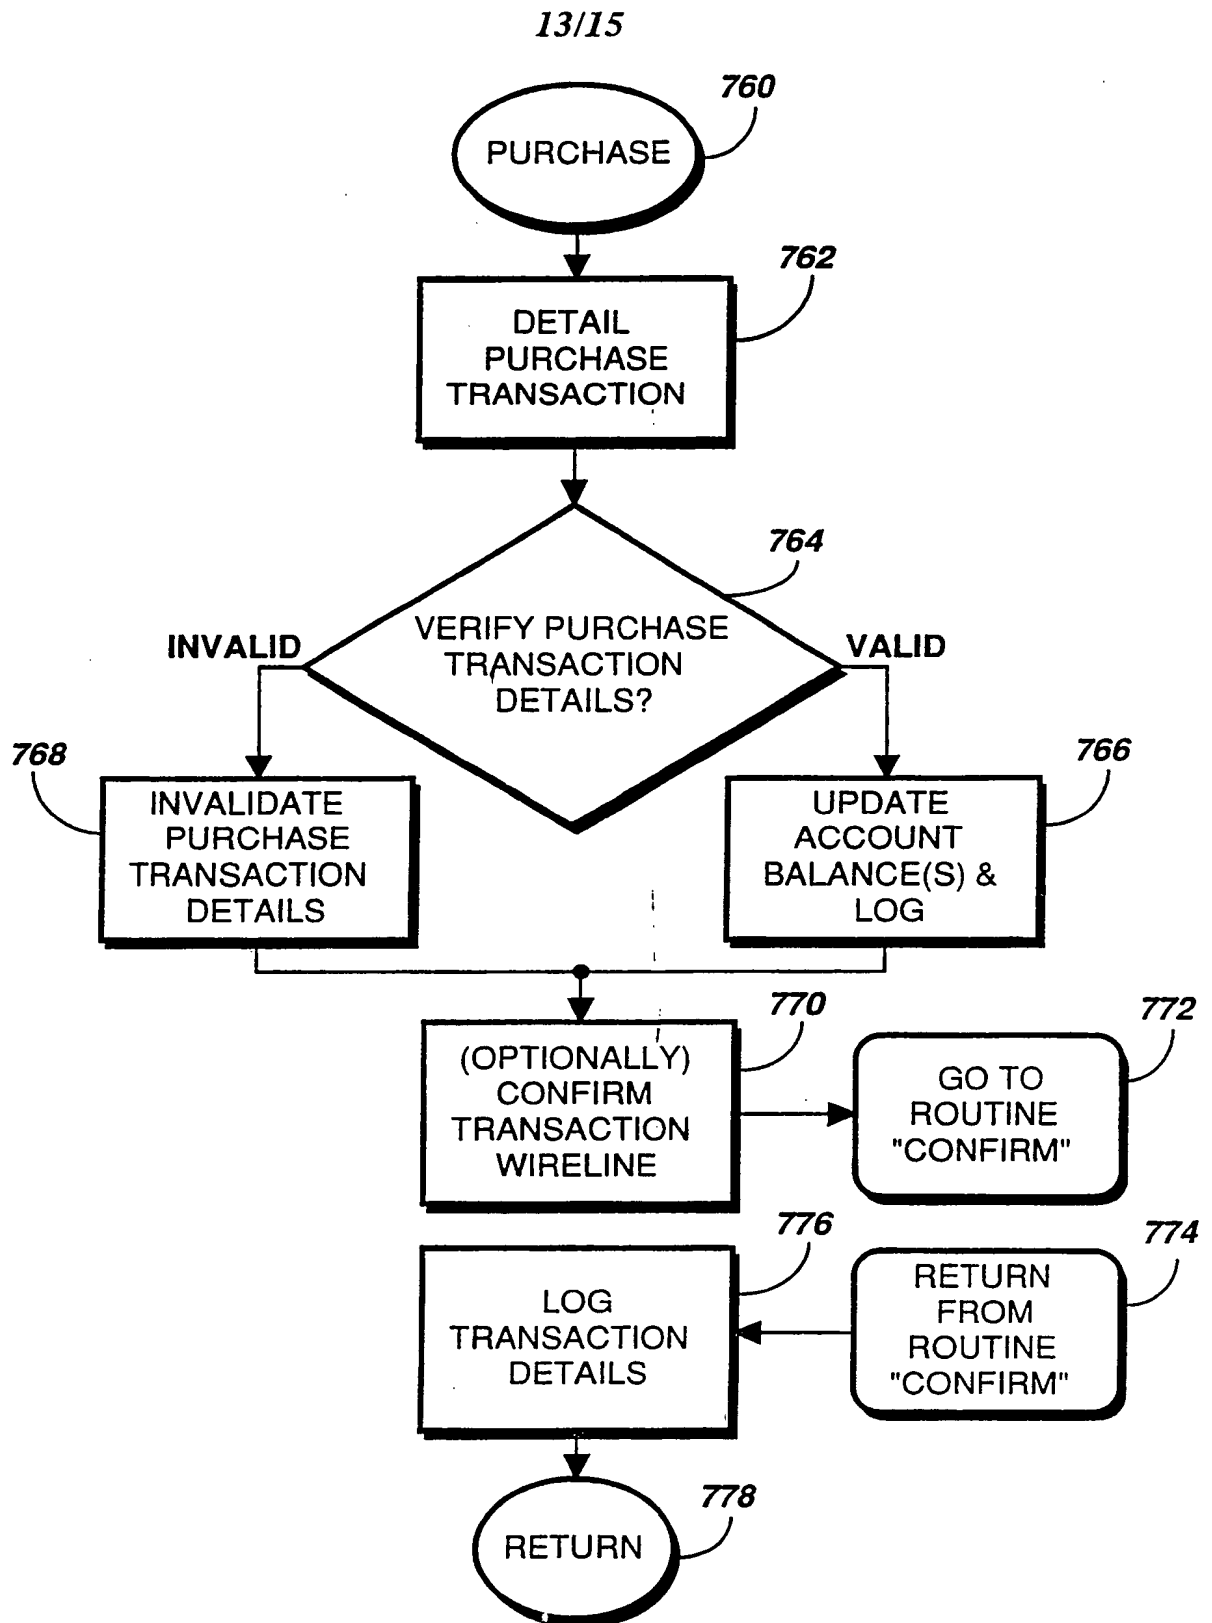 13/15
760
PURCHASE
762
DETAIL
PURCHASE
TRANSACTION
764
VERIFY PURCHASE
TRANSACTION
DETAILS?
INVALID
VALID
768
INVALIDATE
PURCHASE
TRANSACTION
DETAILS
766
UPDATE
ACCOUNT
BALANCE(S) &
LOG
770
(OPTIONALLY)
CONFIRM
TRANSACTION
WIRELINE
772
GO TO
ROUTINE
"CONFIRM"
776
LOG
TRANSACTION
DETAILS
774
RETURN
FROM
ROUTINE
"CONFIRM"
778
RETURN